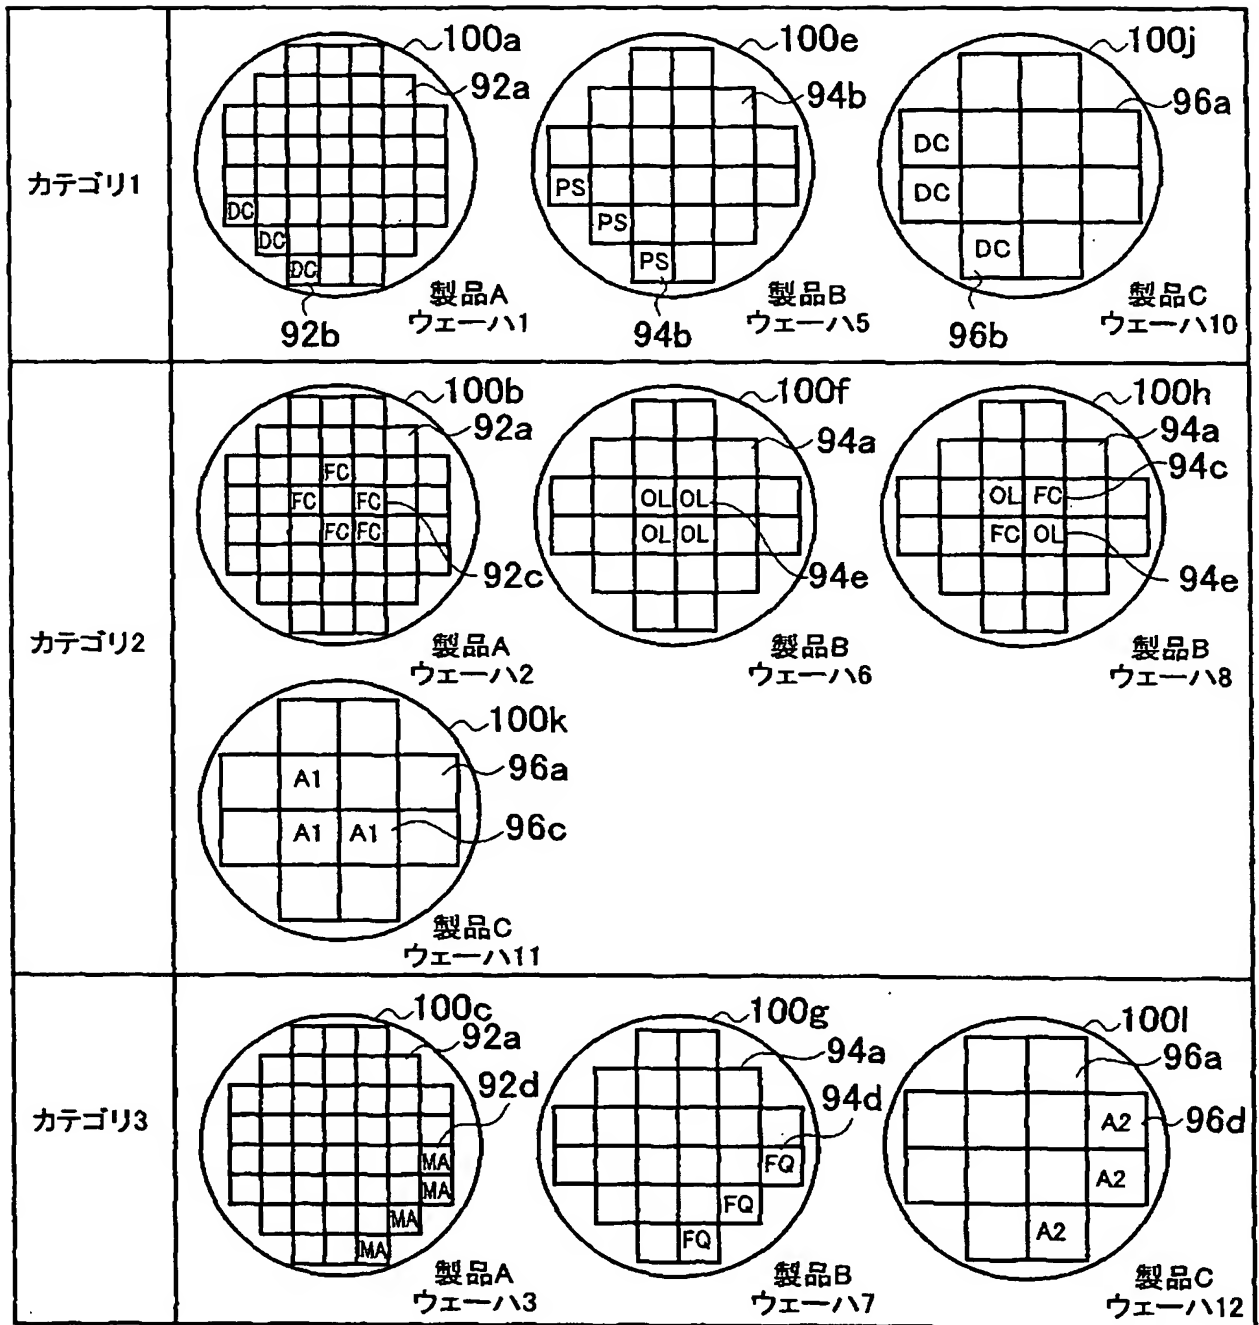 カテゴリ1
100a
92a
DC
DC
DC
92b
製品A
ウェーハ1
100e
94b
PS
PS
PS
94b
製品B
ウェーハ5
100j
96a
DC
DC
DC
96b
製品C
ウェーハ10
カテゴリ2
100b
92a
FC
FC FC
FC FC
92c
製品A
ウェーハ2
100f
94a
OL OL
OL OL
94e
製品B
ウェーハ6
100h
94a
94c
OL FC
FC OL
94e
製品B
ウェーハ8
100k
96a
A1
A1 A1
96c
製品C
ウェーハ11
カテゴリ3
100c
92a
92d
MA
MA
MA
MA
製品A
ウェーハ3
100g
94a
94d
FQ
FQ
FQ
製品B
ウェーハ7
100l
96a
A2
96d
A2
A2
製品C
ウェーハ12